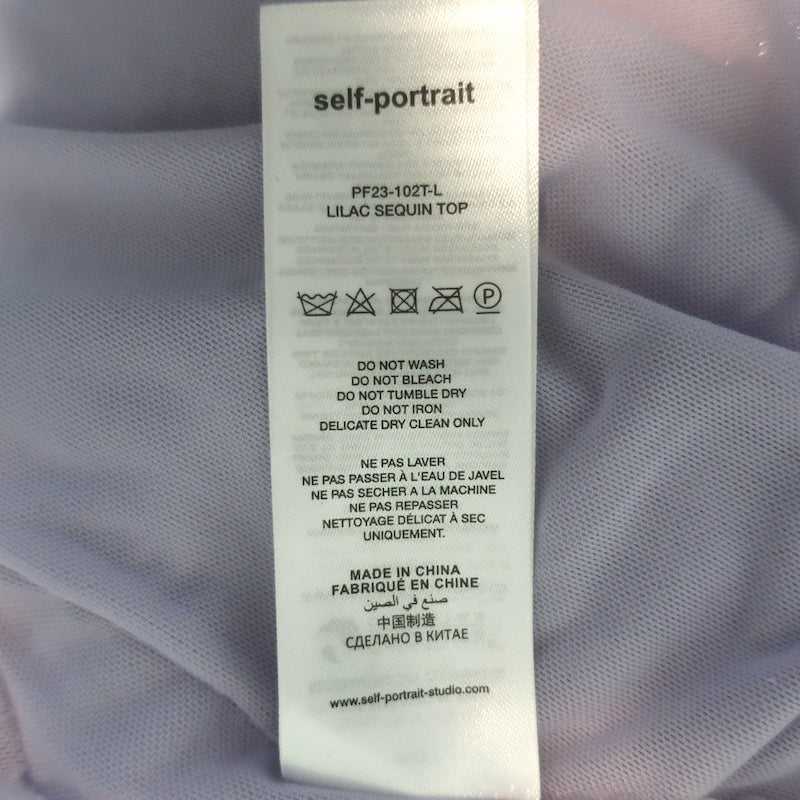 self-portrait
PF23-102T-L
LILAC SEQUIN TOP
P
DO NOT WASH
DO NOT BLEACH
DO NOT TUMBLE DRY
DO NOT IRON
DELICATE DRY CLEAN ONLY
NE PAS LAVER
NE PAS PASSER À L'EAU DE JAVEL
NE PAS SECHER A LA MACHINE
NE PAS REPASSER
NETTOYAGE DÉLICAT À SEC
UNIQUEMENT.
MADE IN CHINA
FABRIQUÉ EN CHINE
صنع في الصين
中国制造
СДЕЛАНО В КИТАЕ
www.self-portrait-studio.com